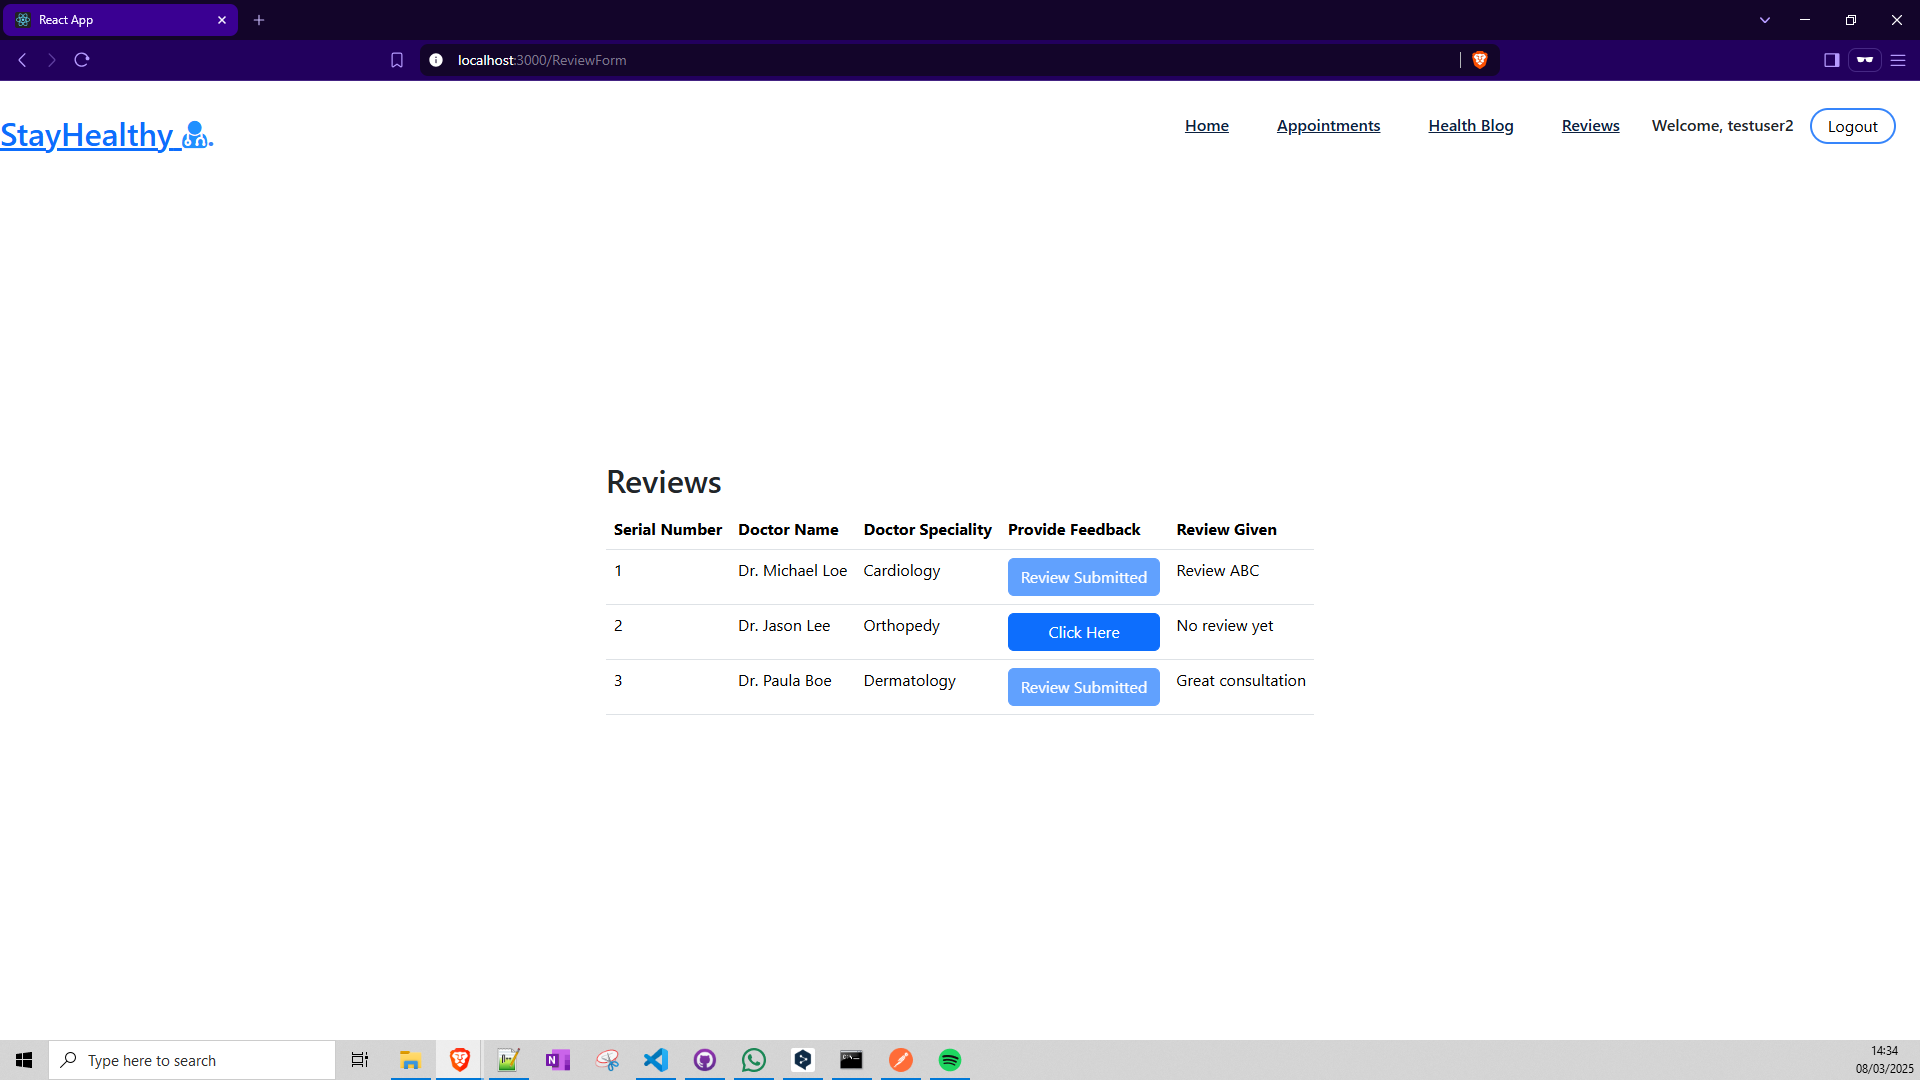 React App
localhost:3000/ReviewForm
StayHealthy .
Home Appointments Health Blog Reviews Welcome, testuser2 Logout
Reviews
Serial Number Doctor Name Doctor Speciality Provide Feedback Review Given
1 Dr. Michael Loe Cardiology Review Submitted Review ABC
2 Dr. Jason Lee Orthopedy Click Here No review yet
3 Dr. Paula Boe Dermatology Review Submitted Great consultation
Type here to search
14:34
08/03/2025